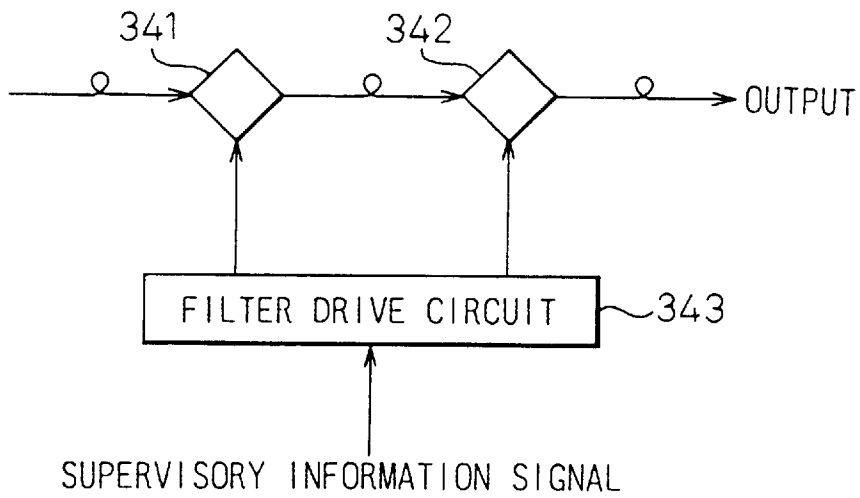 341
342
OUTPUT
FILTER DRIVE CIRCUIT
343
SUPERVISORY INFORMATION SIGNAL